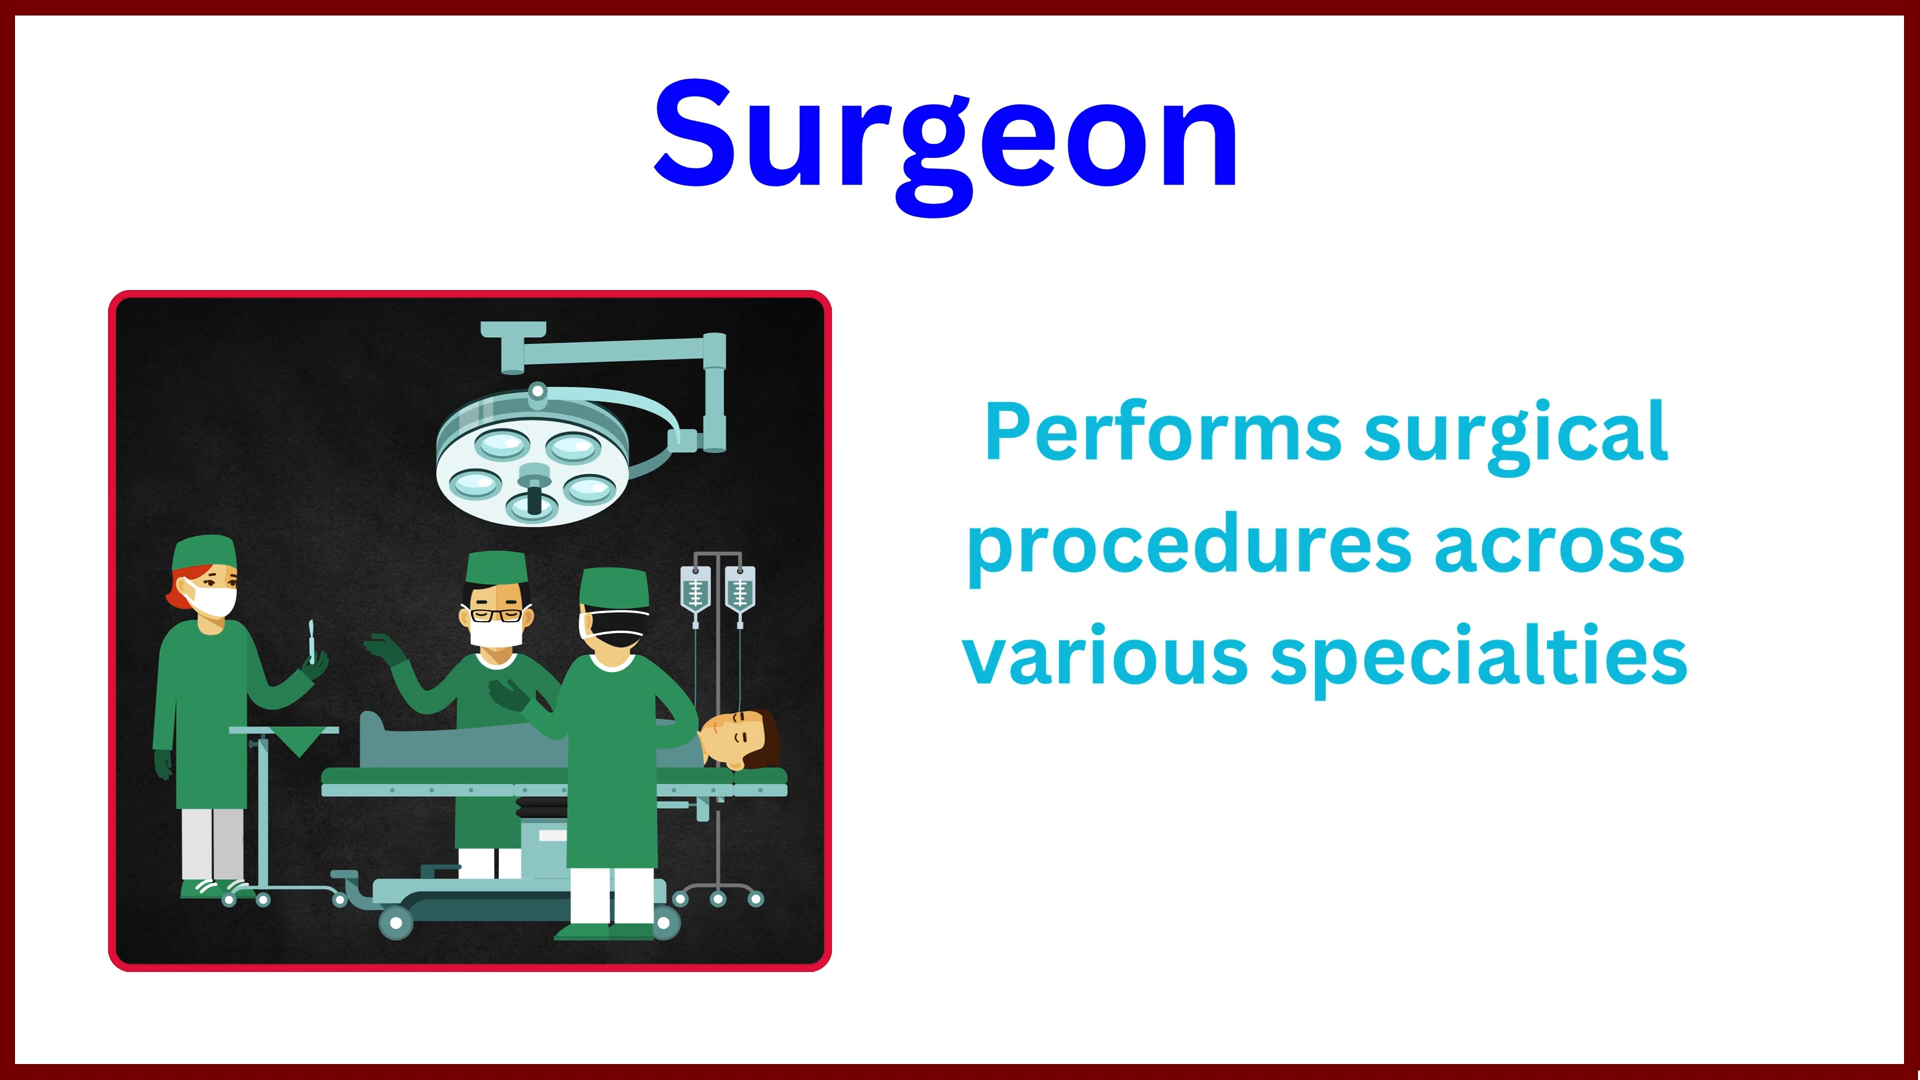 Surgeon
Performs surgical
procedures across
various specialties